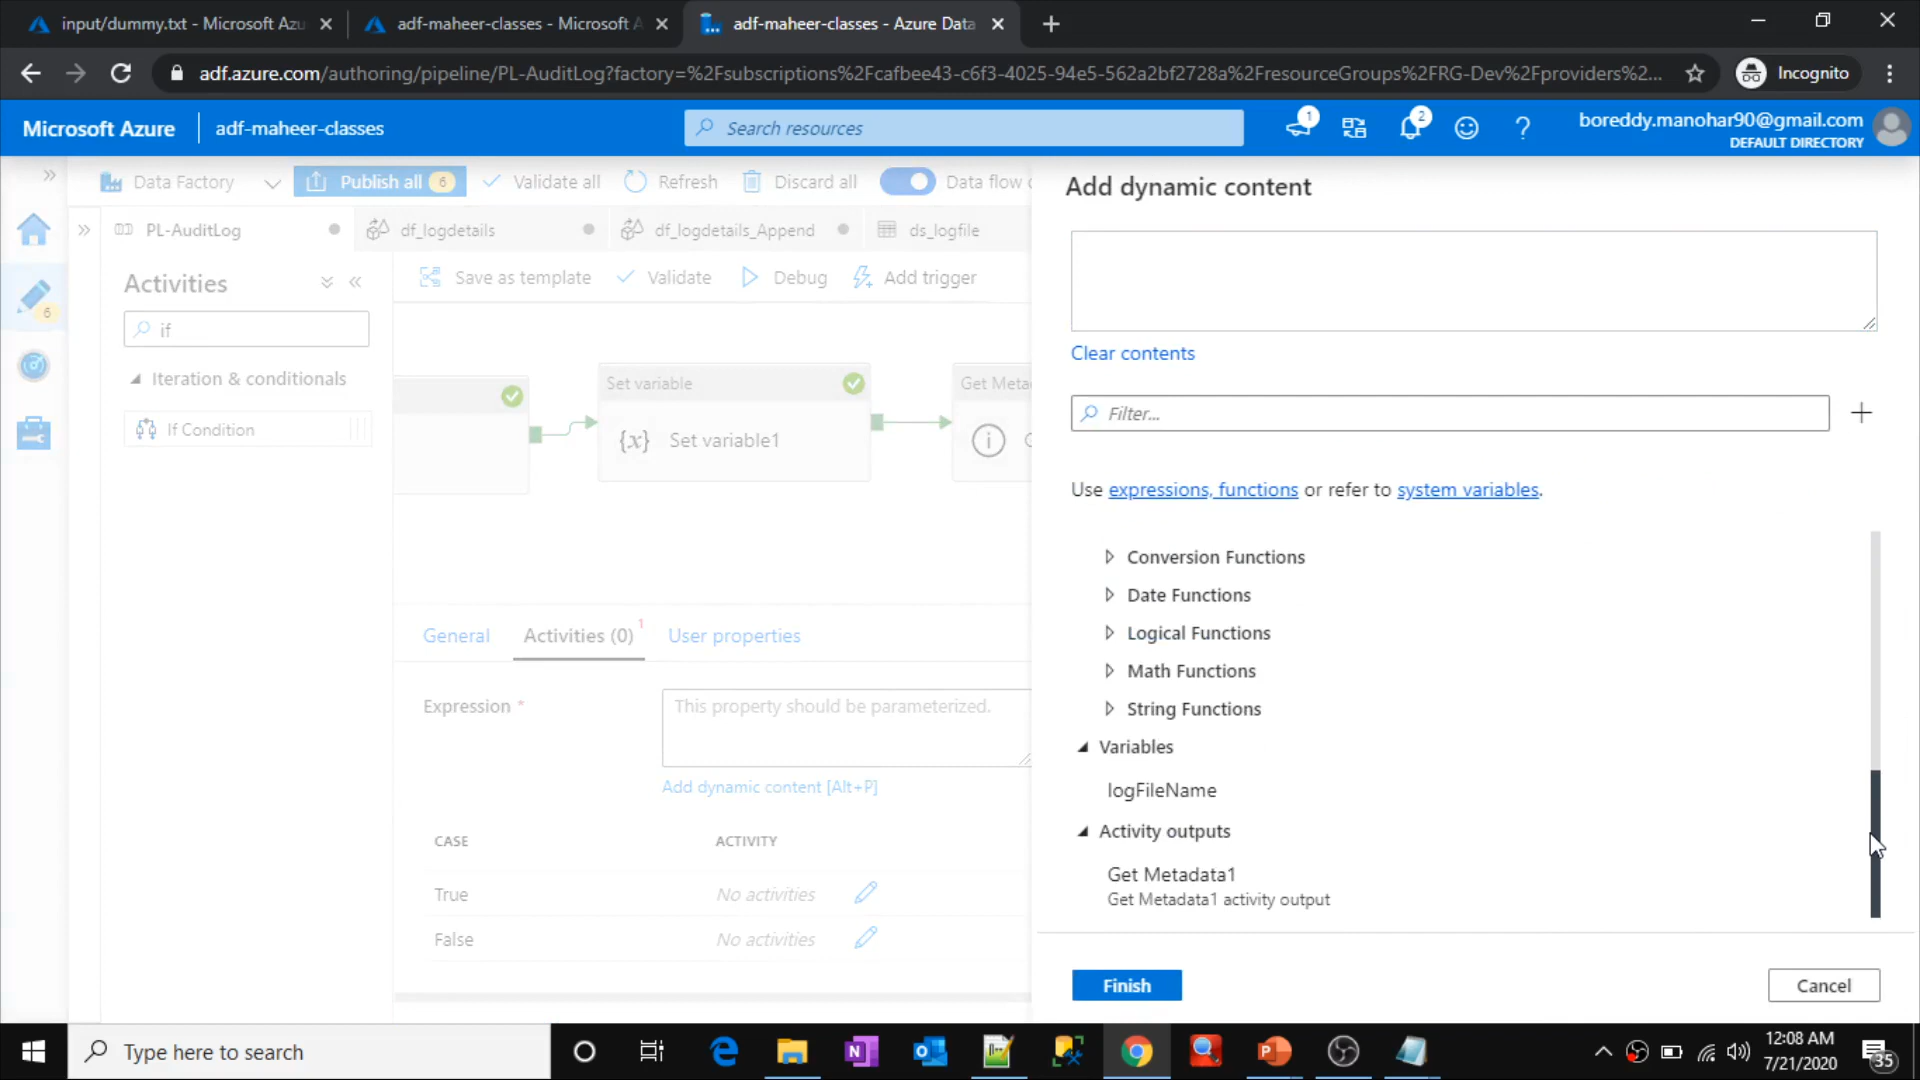 input/dummy.txt - Microsoft Azu
adf-maheer-classes - Microsoft A
adf-maheer-classes - Azure Data
adf.azure.com/authoring/pipeline/PL-AuditLog?factory=%2Fsubscriptions%2Fcafbee43-c6f3-4025-94e5-562a2bf2728a%2FresourceGroups%2FRG-Dev%2Fproviders%2...
Incognito
Microsoft Azure
adf-maheer-classes
Search resources
1
2
boreddy.manohar90@gmail.com
DEFAULT DIRECTORY
Data Factory
Publish all 6
Validate all
Refresh
Discard all
Data flow
PL-AuditLog
df_logdetails
df_logdetails_Append
ds_logfile
Activities
Save as template
Validate
Debug
Add trigger
6
if
Iteration & conditionals
If Condition
Set variable
{x} Set variable1
Get Meta
General
Activities (0) 1
User properties
Expression *
This property should be parameterized.
Add dynamic content [Alt+P]
CASE
ACTIVITY
True
No activities
False
No activities
Add dynamic content
Clear contents
Filter...
Use expressions, functions or refer to system variables.
Conversion Functions
Date Functions
Logical Functions
Math Functions
String Functions
Variables
logFileName
Activity outputs
Get Metadata1
Get Metadata1 activity output
Finish
Cancel
Type here to search
12:08 AM
7/21/2020
35